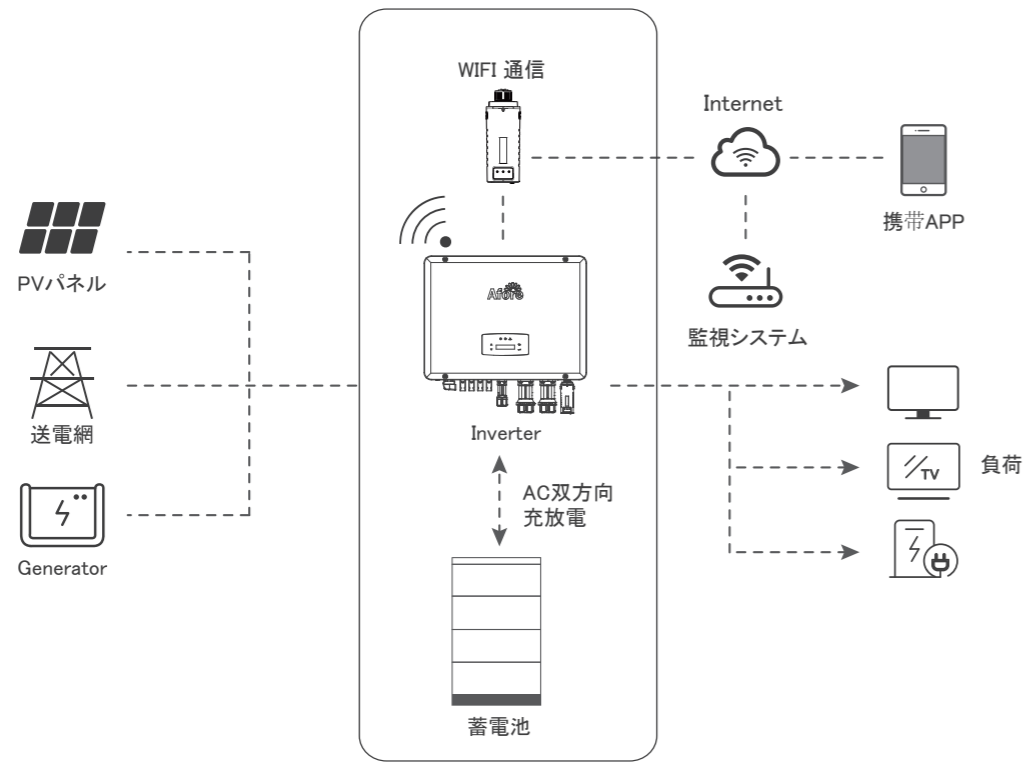 WIFI 通信
Internet
携带APP
PVパネル
Afore
監視システム
送電網
Inverter
TV
負荷
AC双方向
充放電
Generator
蓄電池